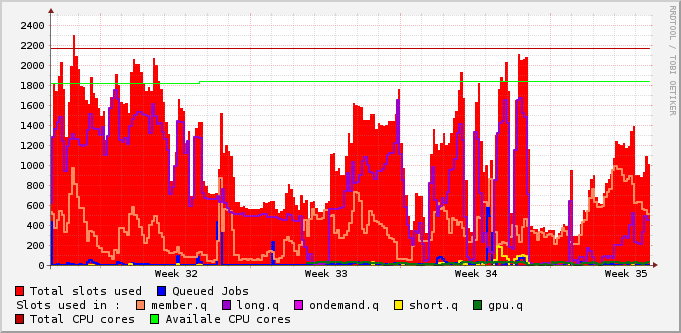 RRDTOOL / TOBI OETIKER
2400
2200
2000
1800
1600
1400
1200
1000
800
600
400
200
0
Week 32 Week 33 Week 34 Week 35
Total slots used Queued Jobs
Slots used in : member.q long.q ondemand.q short.q gpu.q
Total CPU cores Availale CPU cores